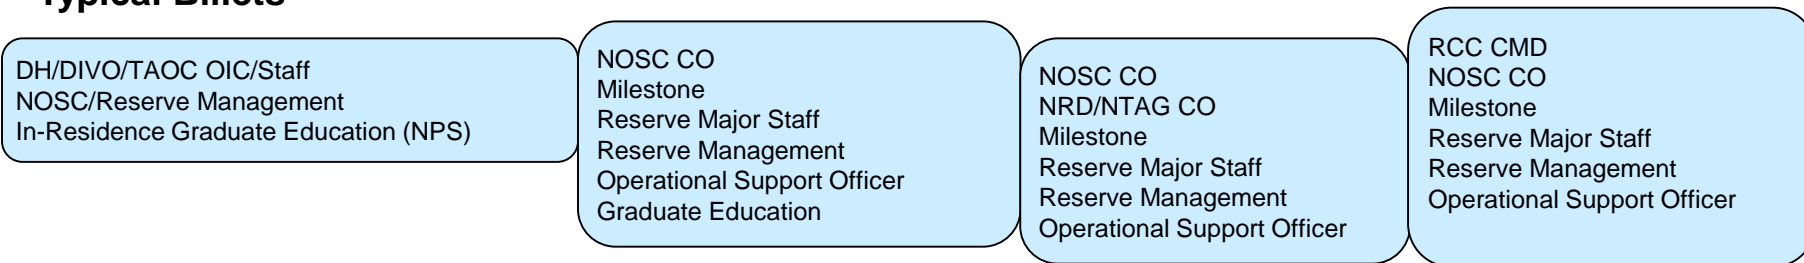 Typical Billets
DH/DIVO/TAOC OIC/Staff
NOSC/Reserve Management
In-Residence Graduate Education (NPS)
NOSC CO
Milestone
Reserve Major Staff
Reserve Management
Operational Support Officer
Graduate Education
NOSC CO
NRD/NTAG CO
Milestone
Reserve Major Staff
Reserve Management
Operational Support Officer
RCC CMD
NOSC CO
Milestone
Reserve Major Staff
Reserve Management
Operational Support Officer